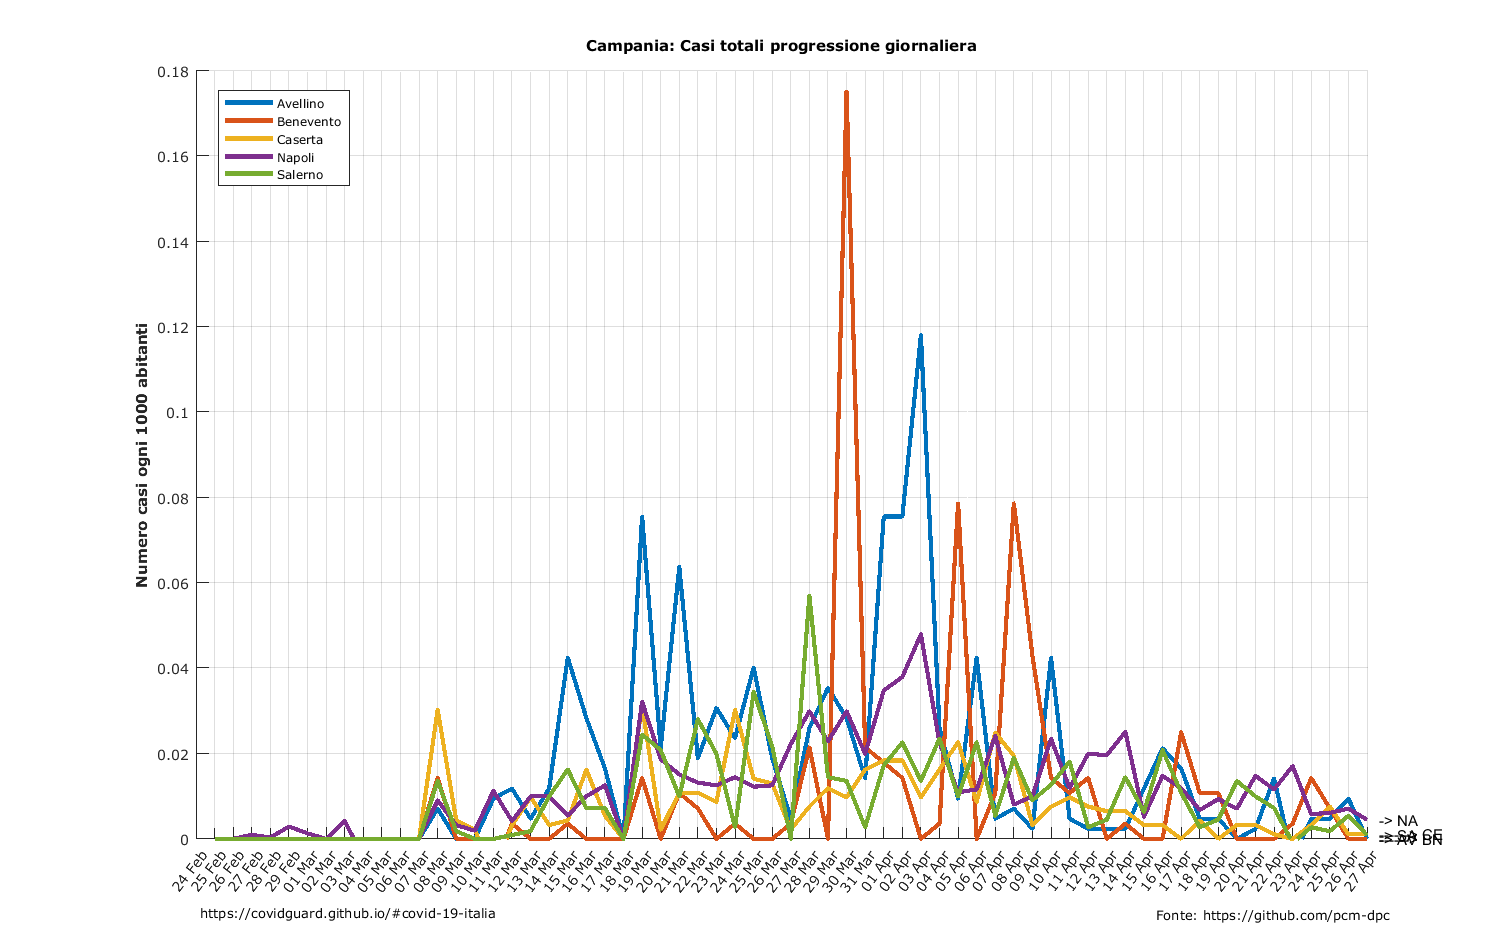 Campania: Casi totali progressione giornaliera
Numero casi ogni 1000 abitanti
0.18
0.16
0.14
0.12
0.1
0.08
0.06
0.04
0.02
0
Avellino
Benevento
Caserta
Napoli
Salerno
24 Feb
25 Feb
26 Feb
27 Feb
28 Feb
29 Feb
01 Mar
02 Mar
03 Mar
04 Mar
05 Mar
06 Mar
07 Mar
08 Mar
09 Mar
10 Mar
11 Mar
12 Mar
13 Mar
14 Mar
15 Mar
16 Mar
17 Mar
18 Mar
19 Mar
20 Mar
21 Mar
22 Mar
23 Mar
24 Mar
25 Mar
26 Mar
27 Mar
28 Mar
29 Mar
30 Mar
31 Mar
01 Apr
02 Apr
03 Apr
04 Apr
05 Apr
06 Apr
07 Apr
08 Apr
09 Apr
10 Apr
11 Apr
12 Apr
13 Apr
14 Apr
15 Apr
16 Apr
17 Apr
18 Apr
19 Apr
20 Apr
21 Apr
22 Apr
23 Apr
24 Apr
25 Apr
26 Apr
27 Apr
-> NA
-> SA
CE
-> AV
BN
https://covidguard.github.io/#covid-19-italia
Fonte: https://github.com/pcm-dpc